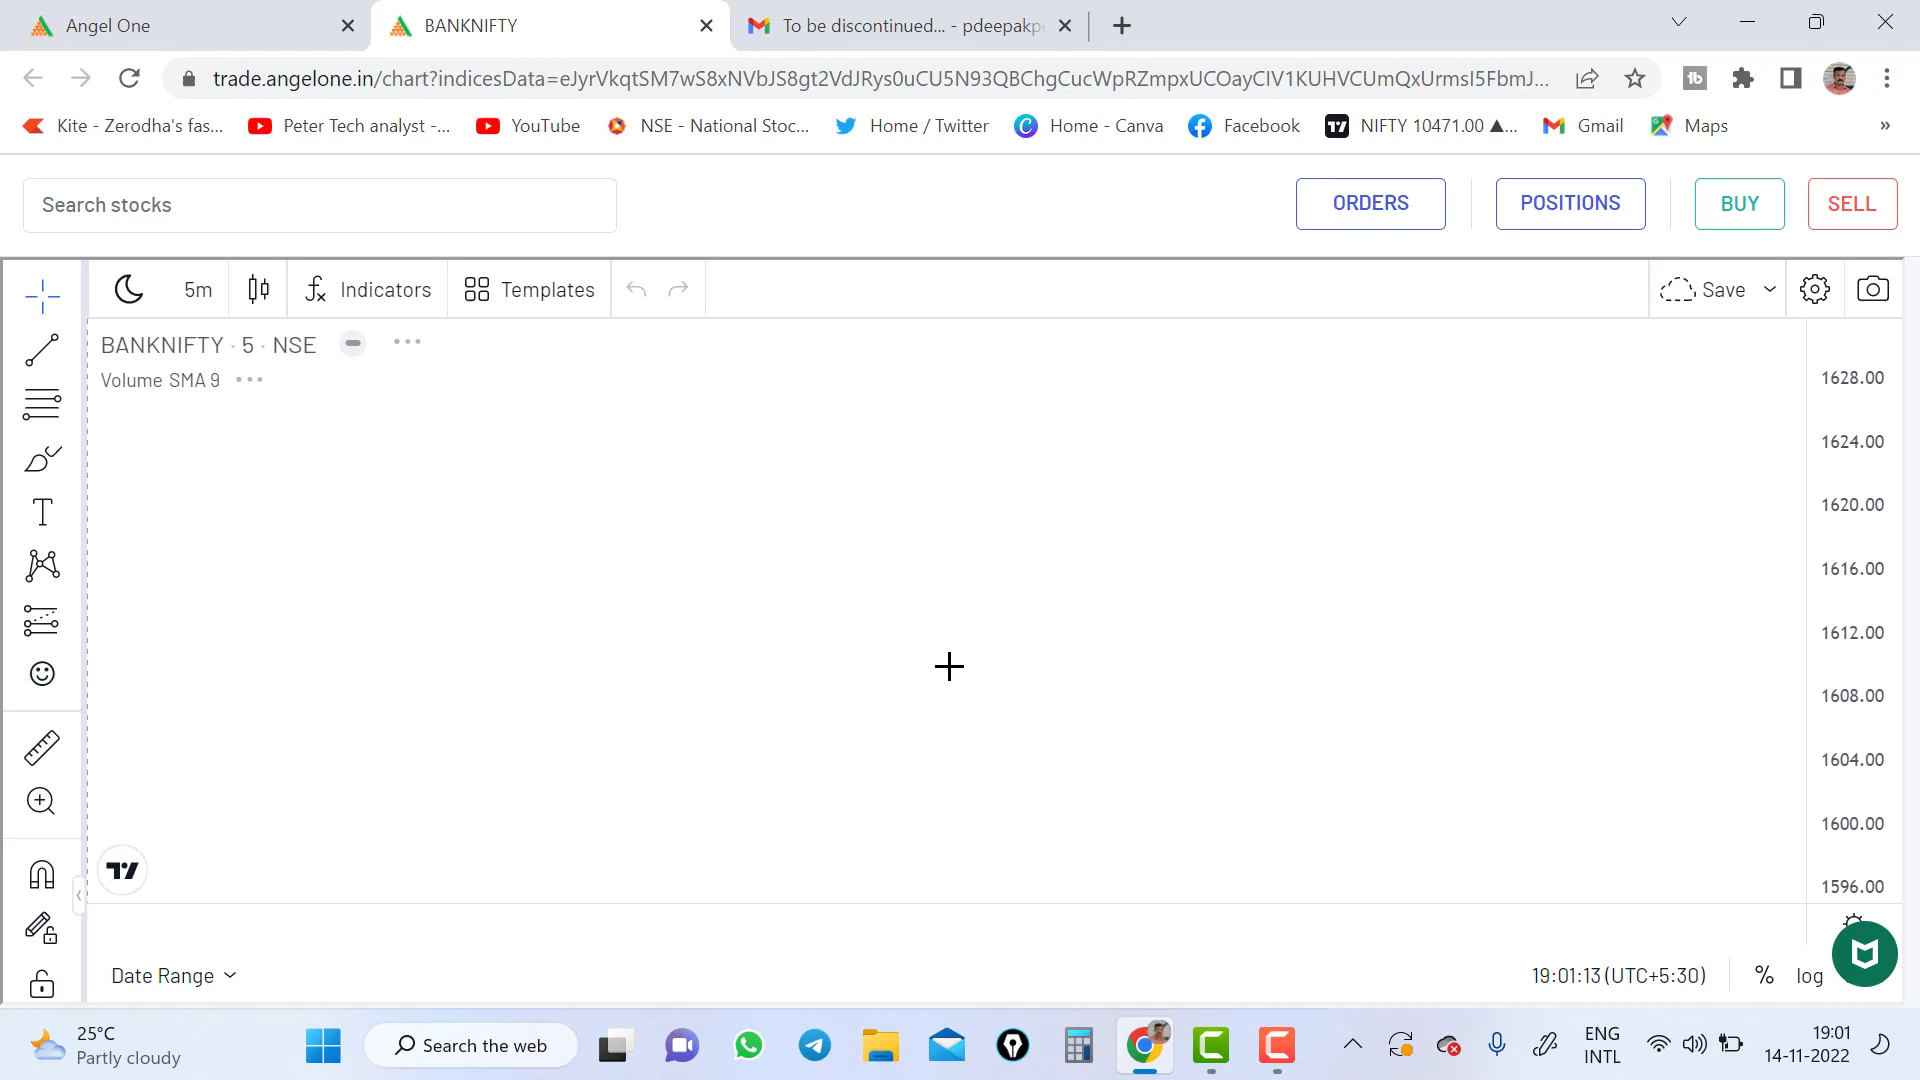 Angel One
BANKNIFTY
To be discontinued... - pdeepakp
trade.angelone.in/chart?indicesData=eJyrVkqtSM7wS8xNVbJS8gt2VdJRys0uCU5N93QBChgCucWpRZmpxUCOayClV1KUHVCUmQxUrmsI5FbmJ...
Kite - Zerodha's fas...
Peter Tech analyst -...
YouTube
NSE - National Stoc...
Home / Twitter
Home - Canva
Facebook
NIFTY 10471.00 ▲...
Gmail
Maps
»
Search stocks
ORDERS
POSITIONS
BUY
SELL
5m
Indicators
Templates
Save
BANKNIFTY · 5 · NSE
Volume SMA 9
1628.00
1624.00
1620.00
1616.00
1612.00
1608.00
1604.00
1600.00
1596.00
Date Range
19:01:13 (UTC+5:30)
%
log
25°C
Partly cloudy
Search the web
ENG
INTL
19:01
14-11-2022